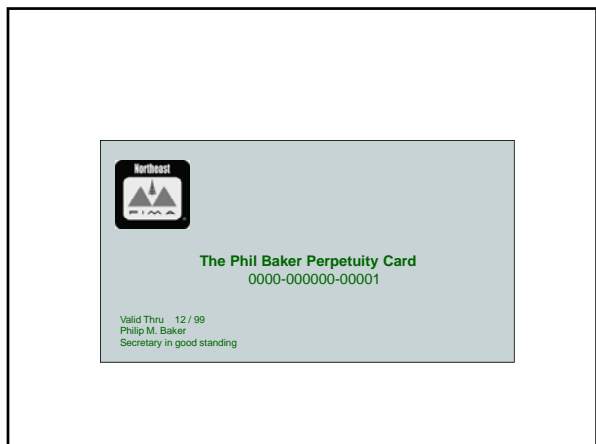 Northeast
PIMA
The Phil Baker Perpetuity Card
0000-000000-00001
Valid Thru 12 / 99
Philip M. Baker
Secretary in good standing